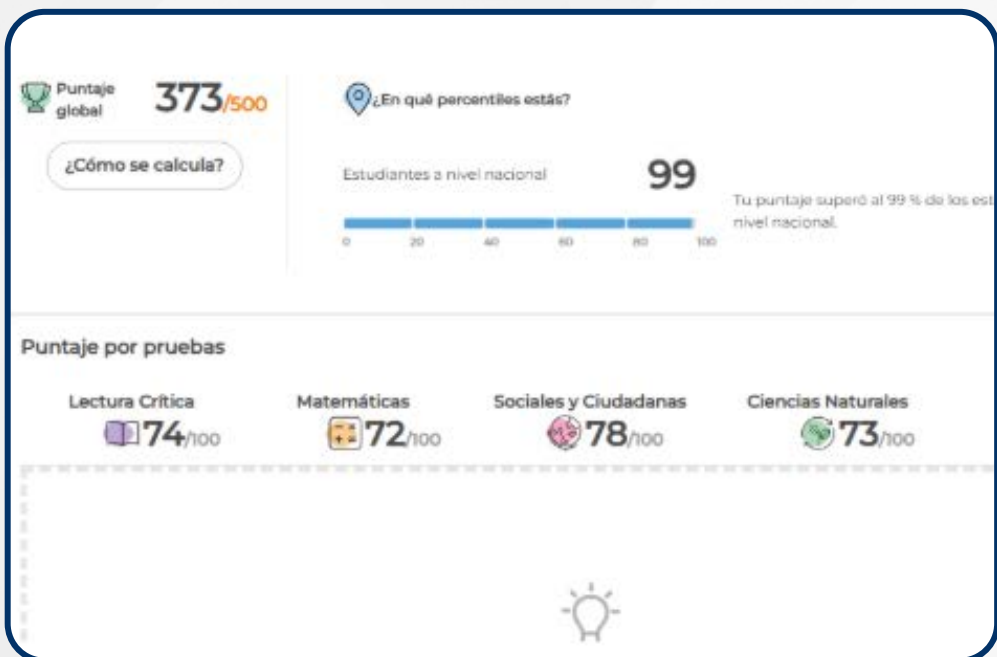 Puntaje
global
373/500
¿Cómo se calcula?
¿En qué percentiles estás?
Estudiantes a nivel nacional
99
0 20 40 60 80 100
Tu puntaje superó al 99 % de los est
nivel nacional.
Puntaje por pruebas
Lectura Crítica
74/100
Matemáticas
72/100
Sociales y Ciudadanas
78/100
Ciencias Naturales
73/100